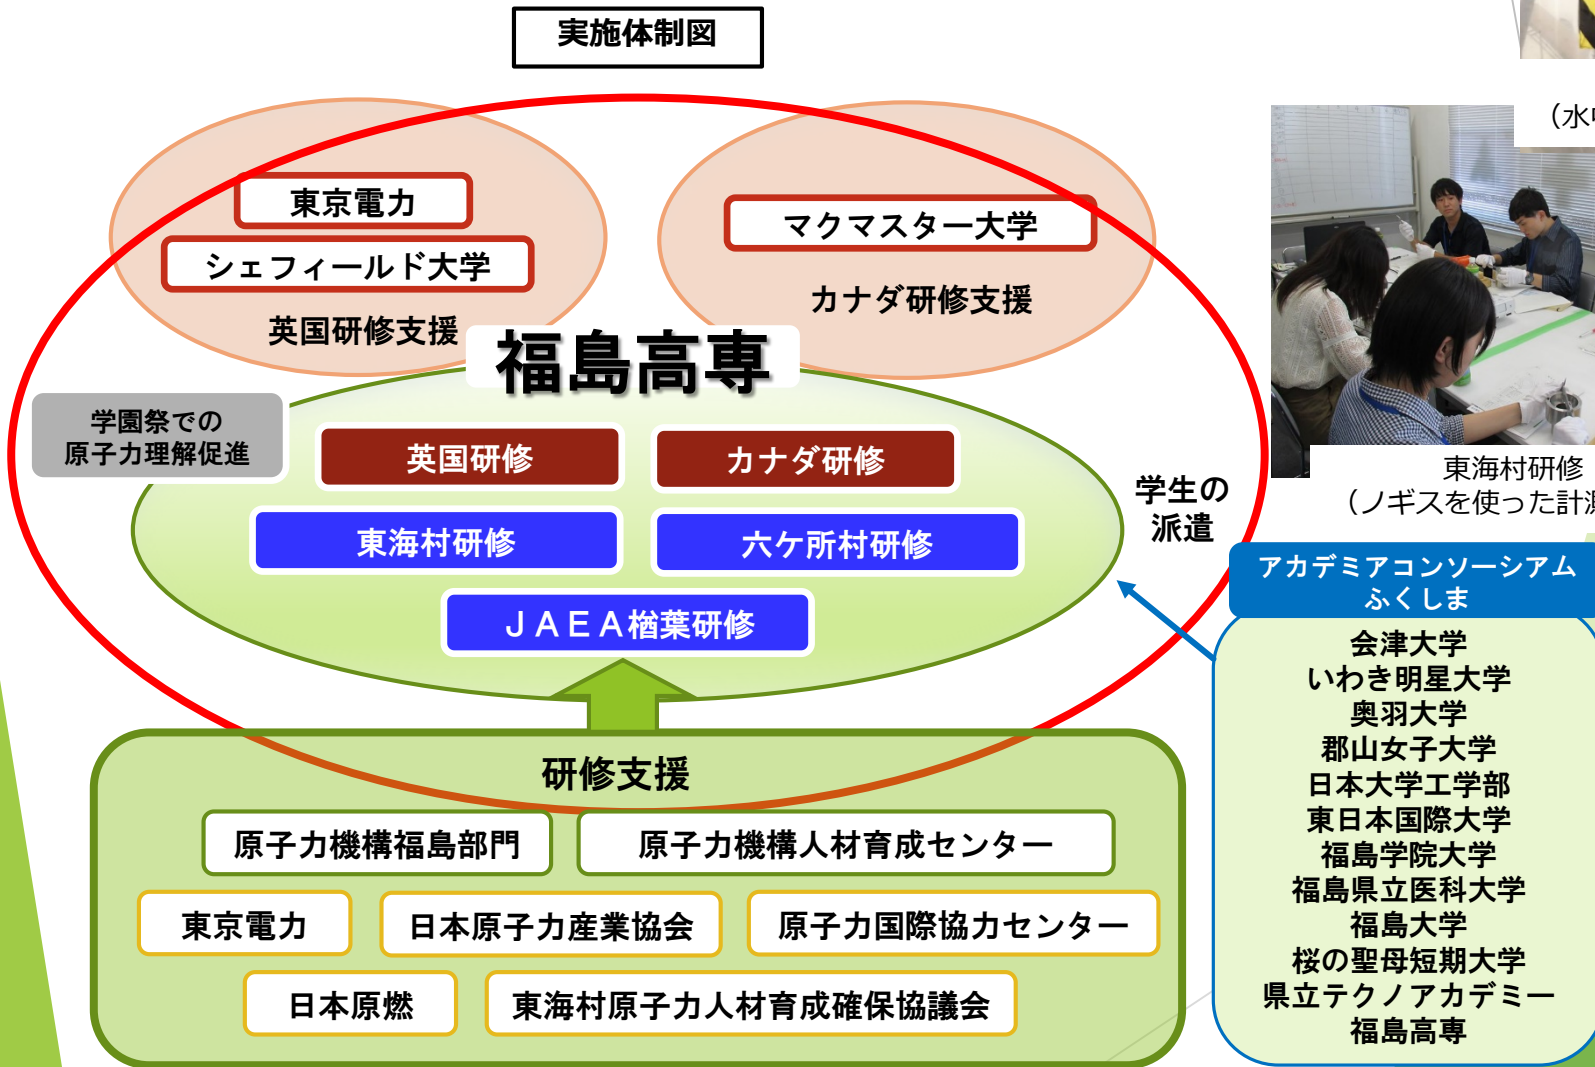 実施体制図
東京電力
シェフィールド大学
英国研修支援
マクマスター大学
カナダ研修支援
福島高専
学園祭での
原子力理解促進
英国研修
カナダ研修
東海村研修
六ケ所村研修
ＪＡＥＡ楢葉研修
学生の
派遣
研修支援
原子力機構福島部門
原子力機構人材育成センター
東京電力
日本原子力産業協会
原子力国際協力センター
日本原燃
東海村原子力人材育成確保協議会
（水中
東海村研修
（ノギスを使った計測
アカデミアコンソーシアム
ふくしま
会津大学
いわき明星大学
奥羽大学
郡山女子大学
日本大学工学部
東日本国際大学
福島学院大学
福島県立医科大学
福島大学
桜の聖母短期大学
県立テクノアカデミー
福島高専